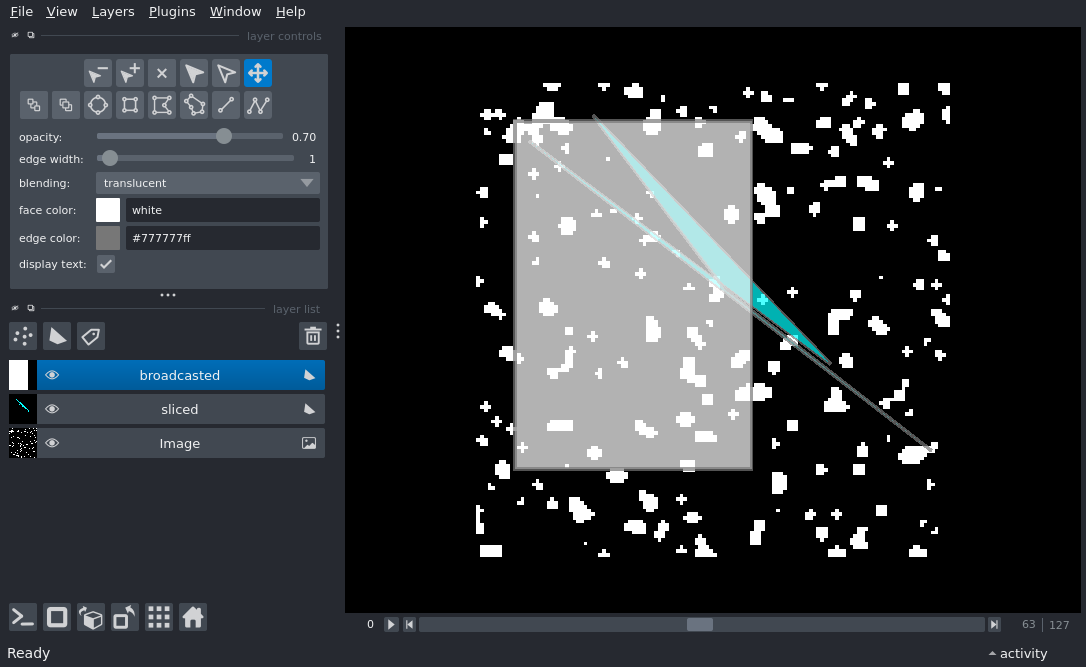 File View Layers Plugins Window Help
layer controls
opacity: 0.70
edge width: 1
blending: translucent
face color: white
edge color: #777777ff
display text:
layer list
broadcasted
sliced
Image
0 63 127
Ready activity